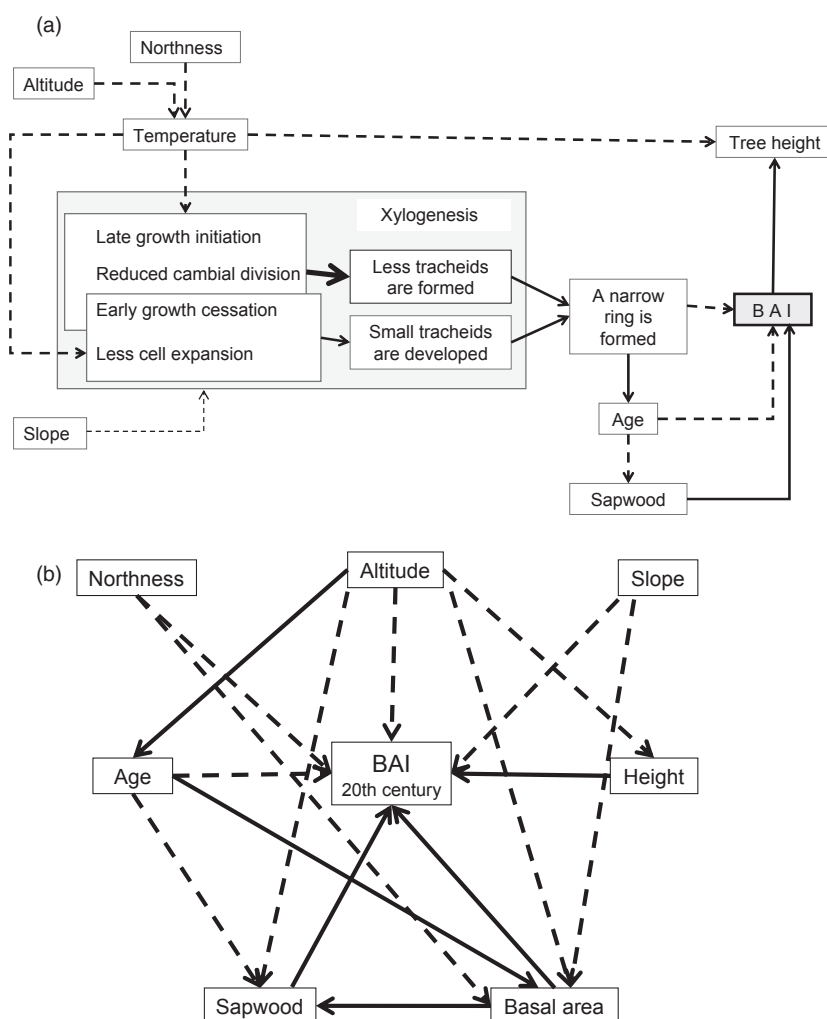 (a)
Northness
Altitude
Temperature
Tree height
Xylogenesis
Late growth initiation
Reduced cambial division
Less tracheids
are formed
Early growth cessation
Less cell expansion
Small tracheids
are developed
A narrow
ring is
formed
B A I
Slope
Age
Sapwood
(b)
Northness
Altitude
Slope
Age
BAI
20th century
Height
Sapwood
Basal area